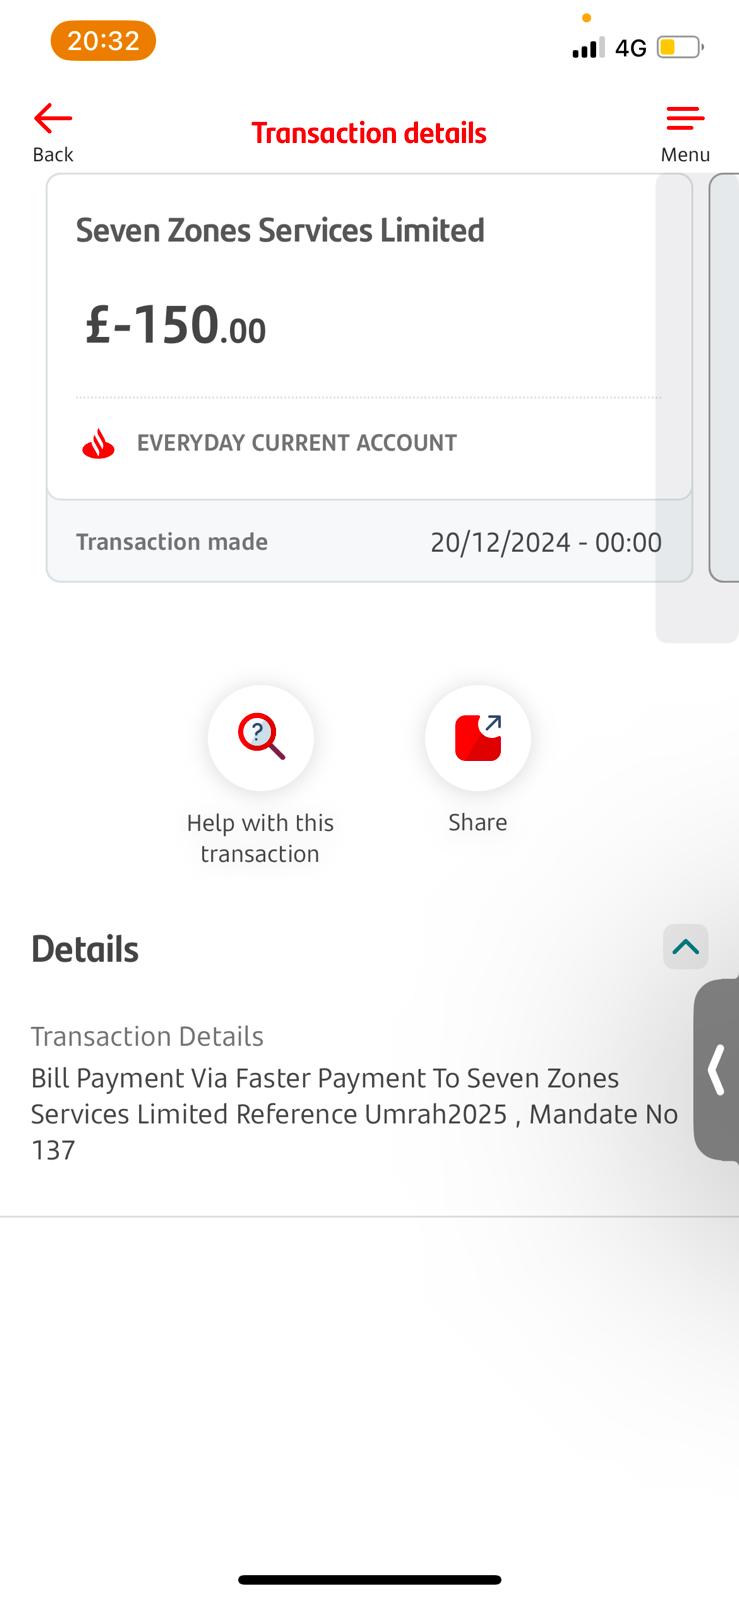 20:32
4G
Back
Transaction details
Menu
Seven Zones Services Limited
£-150.00
EVERYDAY CURRENT ACCOUNT
Transaction made 20/12/2024 - 00:00
?
Help with this
transaction
Share
Details
Transaction Details
Bill Payment Via Faster Payment To Seven Zones
Services Limited Reference Umrah2025 , Mandate No
137